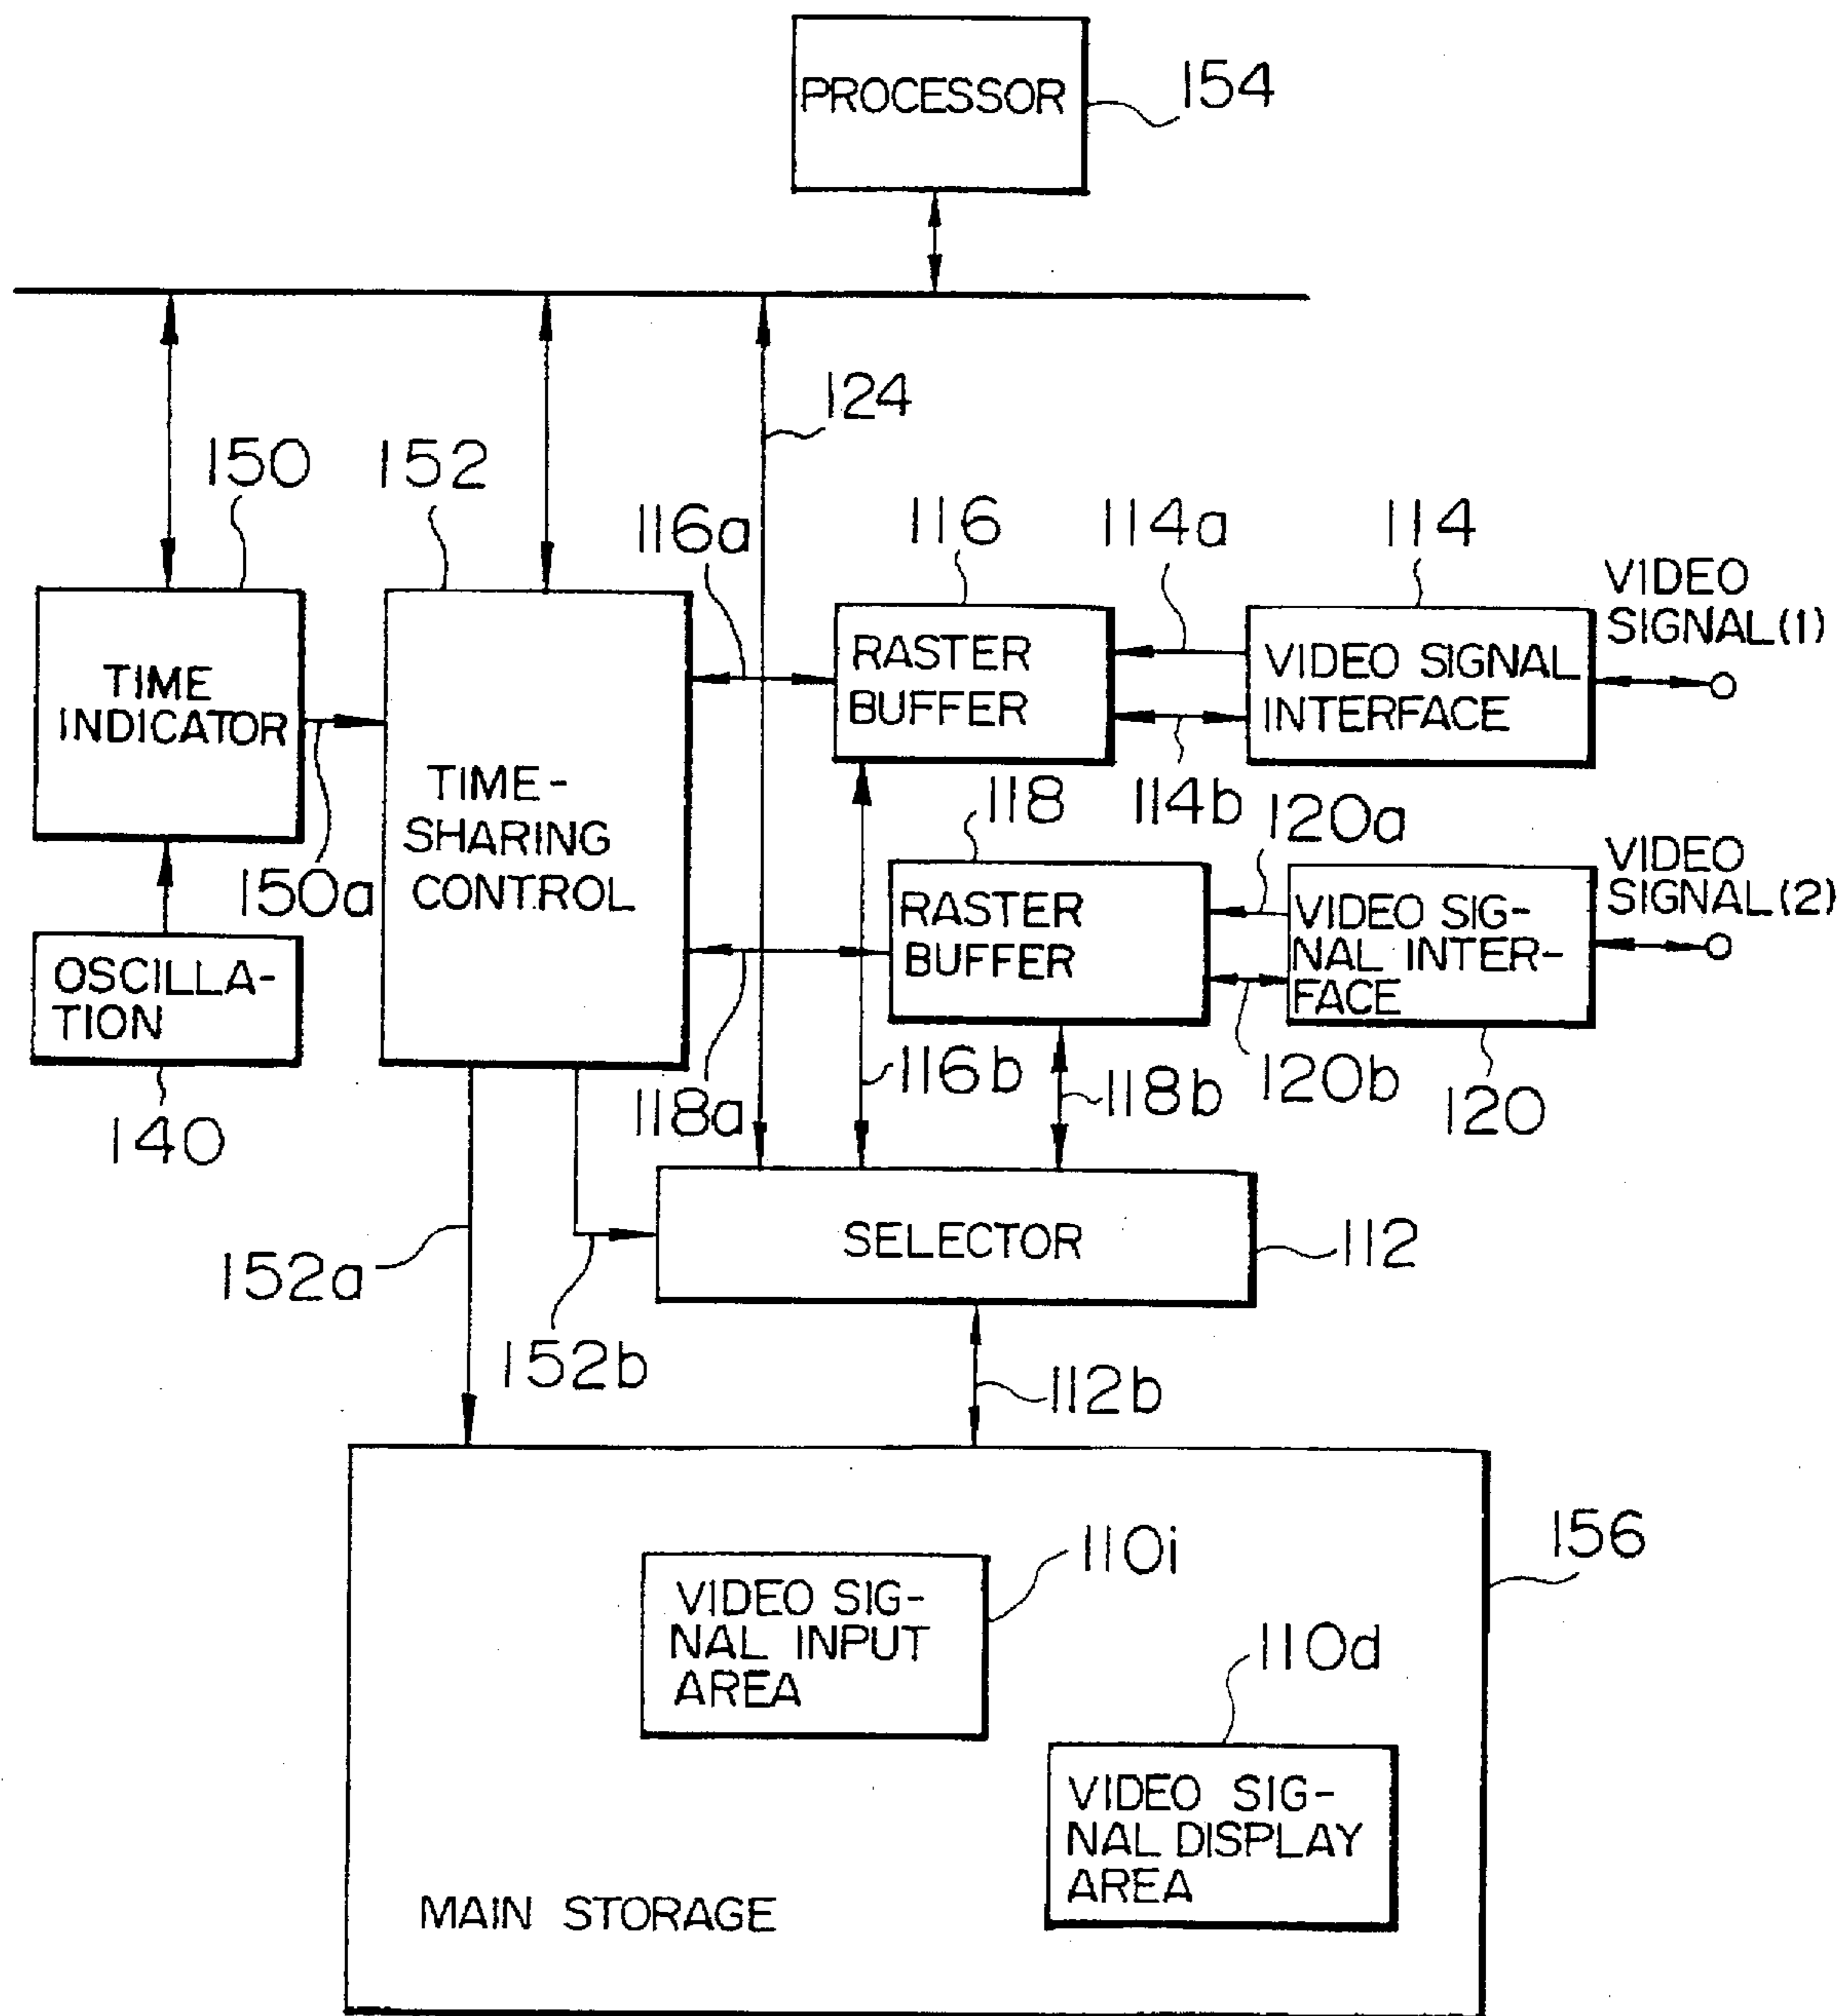 PROCESSOR
154
124
150
152
116a
116
114a
114
VIDEO
SIGNAL(1)
TIME
INDICATOR
RASTER
BUFFER
VIDEO SIGNAL
INTERFACE
150a
TIME-
SHARING
CONTROL
118
114b
120a
VIDEO
SIGNAL(2)
RASTER
BUFFER
VIDEO SIG-
NAL INTER-
FACE
OSCILLA-
TION
140
118a
116b
118b
120b
120
SELECTOR
112
152a
152b
112b
156
110i
VIDEO SIG-
NAL INPUT
AREA
110d
VIDEO SIG-
NAL DISPLAY
AREA
MAIN STORAGE